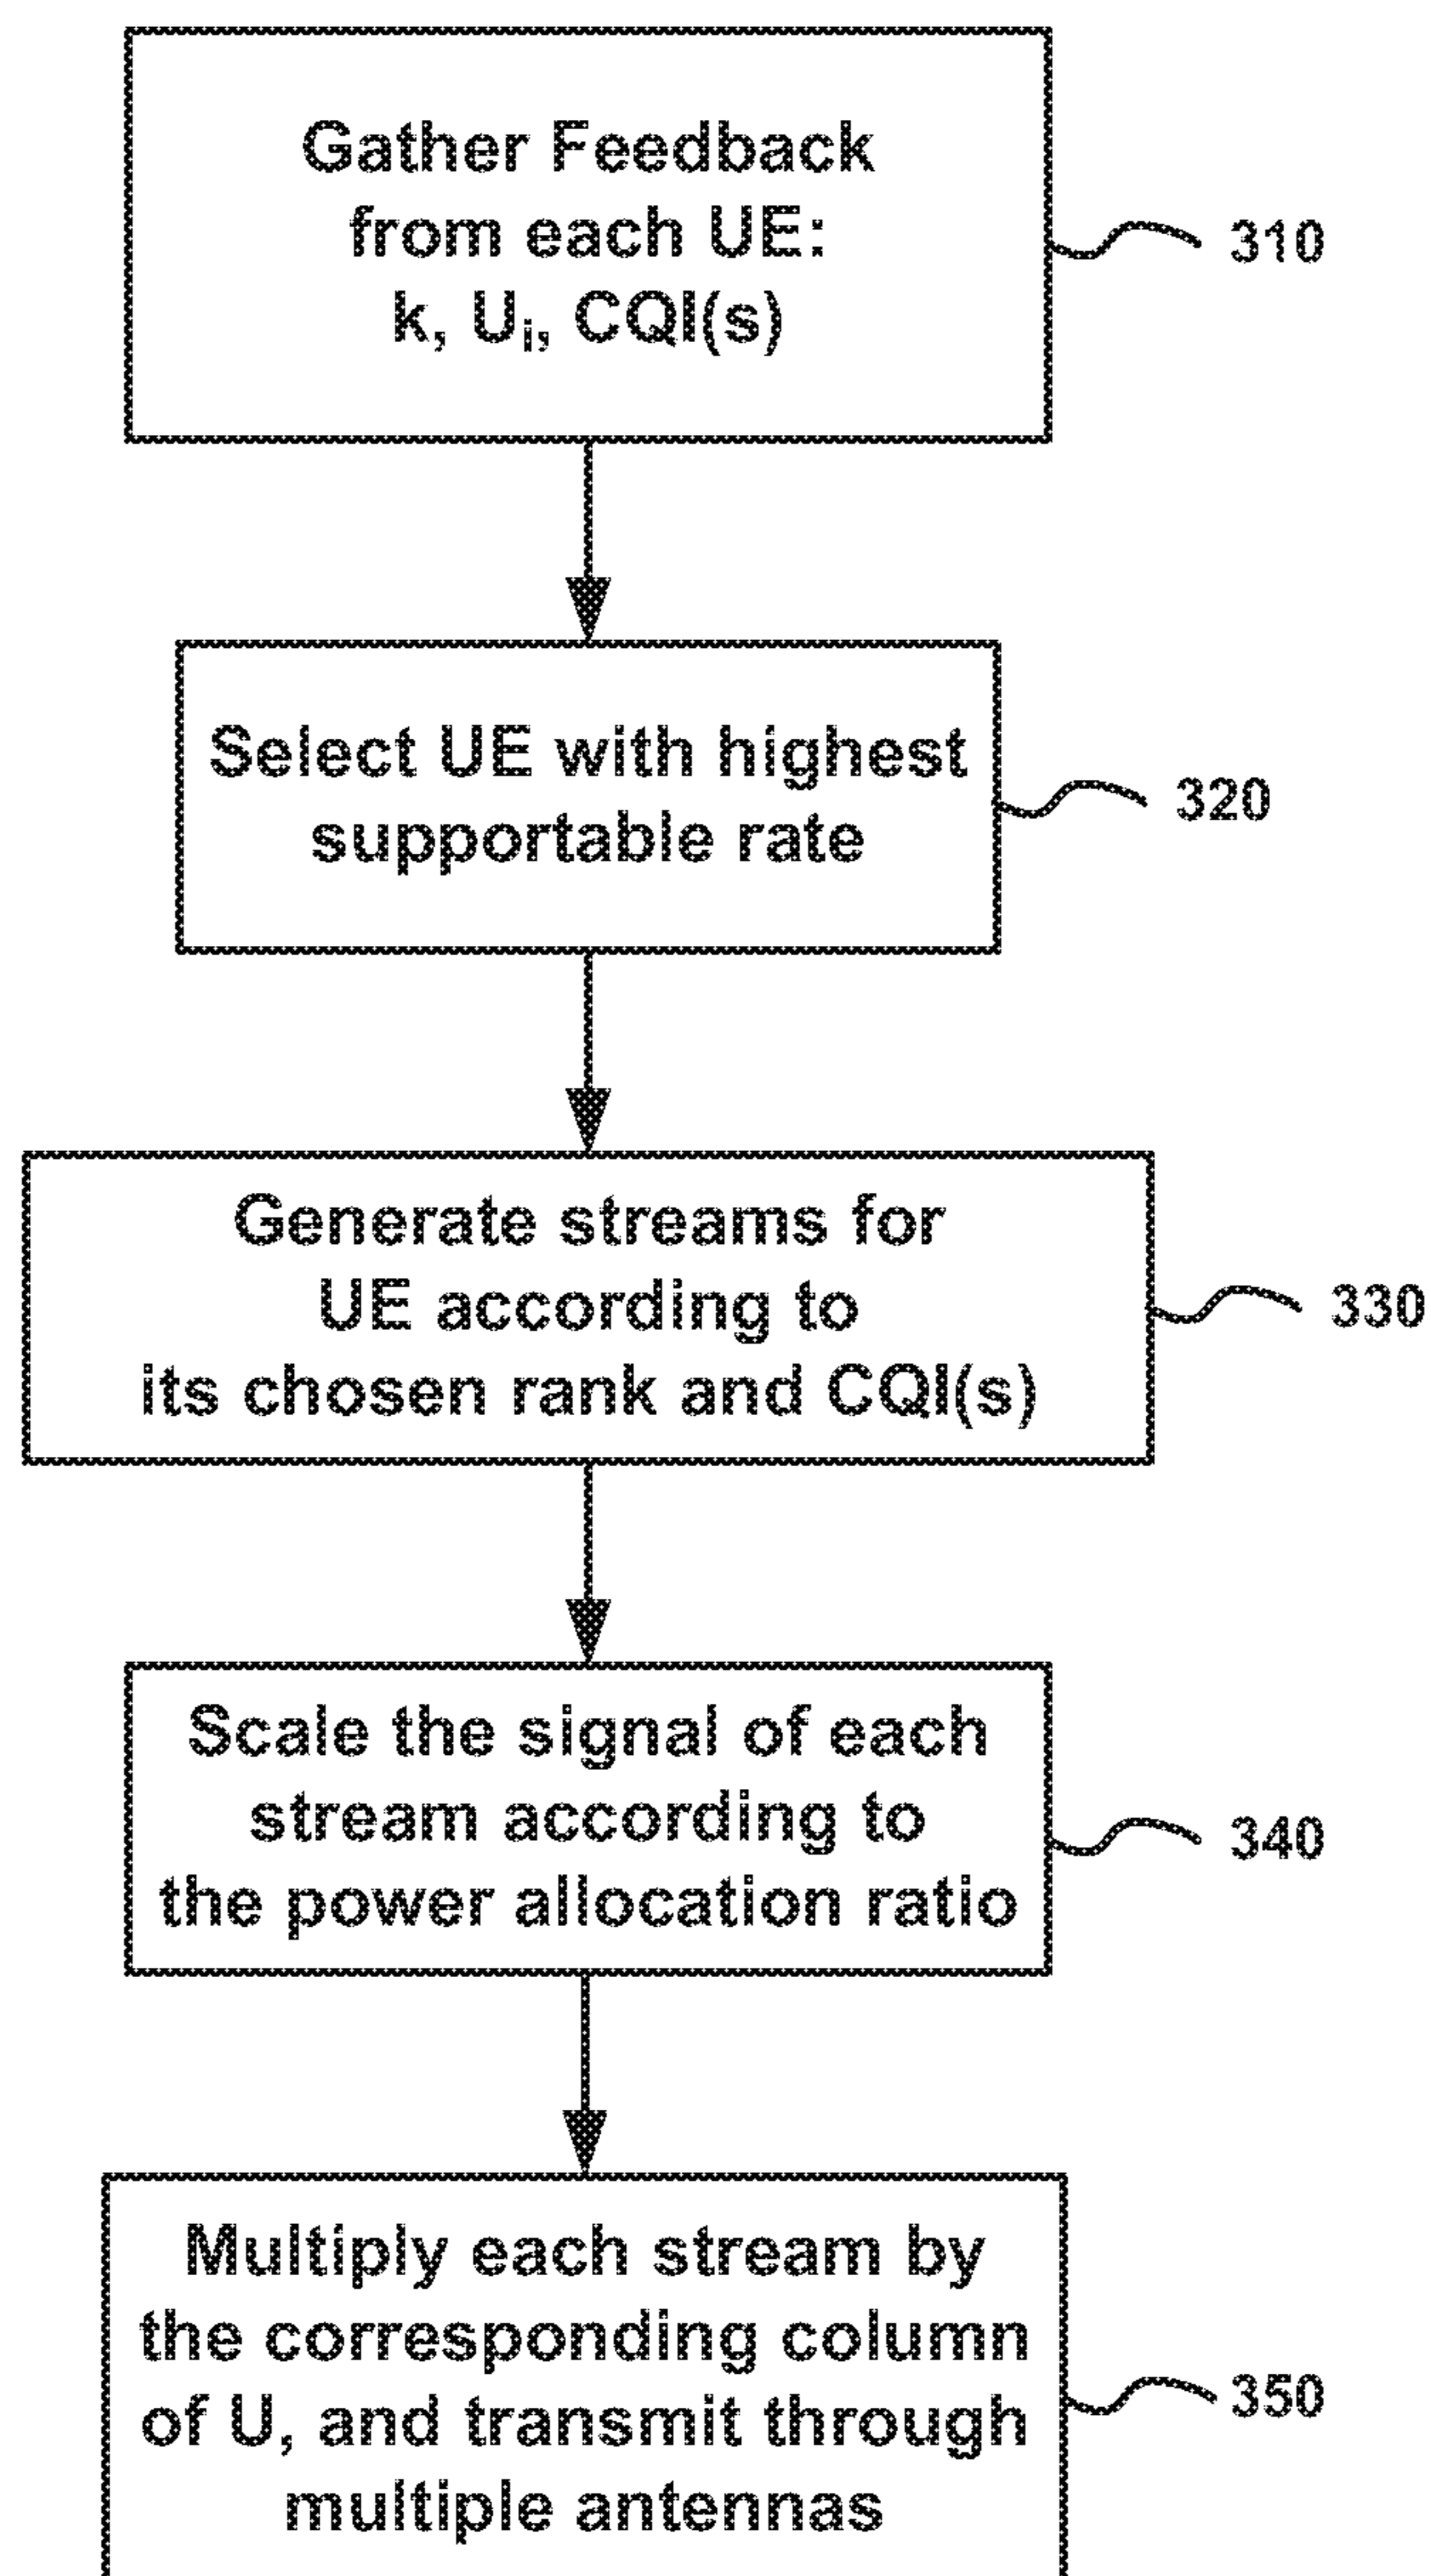 Gather Feedback
from each UE:
k, Uᵢ, CQI(s)
310
Select UE with highest
supportable rate
320
Generate streams for
UE according to
its chosen rank and CQI(s)
330
Scale the signal of each
stream according to
the power allocation ratio
340
Multiply each stream by
the corresponding column
of U, and transmit through
multiple antennas
350